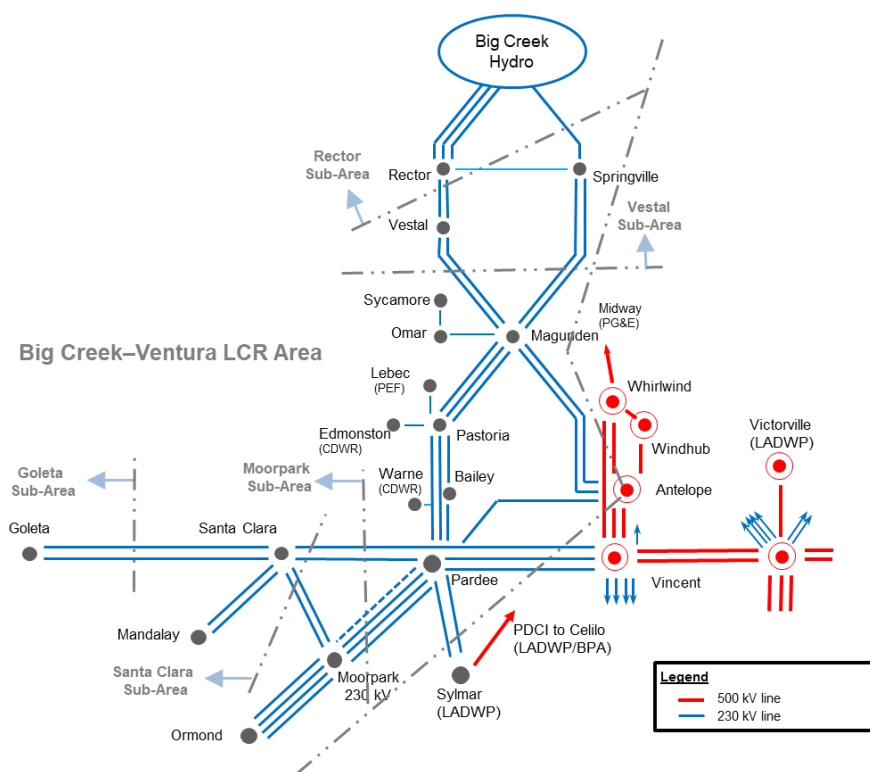 Big Creek
Hydro
Rector
Sub-Area
Rector
Springville
Vestal
Vestal
Sub-Area
Sycamore
Omar
Magunden
Midway
(PG&E)
Big Creek–Ventura LCR Area
Lebec
(PEF)
Whirlwind
Edmonston
(CDWR)
Pastoria
Windhub
Victorville
(LADWP)
Goleta
Sub-Area
Moorpark
Sub-Area
Warne
(CDWR)
Bailey
Antelope
Goleta
Santa Clara
Pardee
Vincent
Mandalay
PDCI to Celilo
(LADWP/BPA)
Santa Clara
Sub-Area
Moorpark
230 kV
Sylmar
(LADWP)
Ormond
Legend
500 kV line
230 kV line